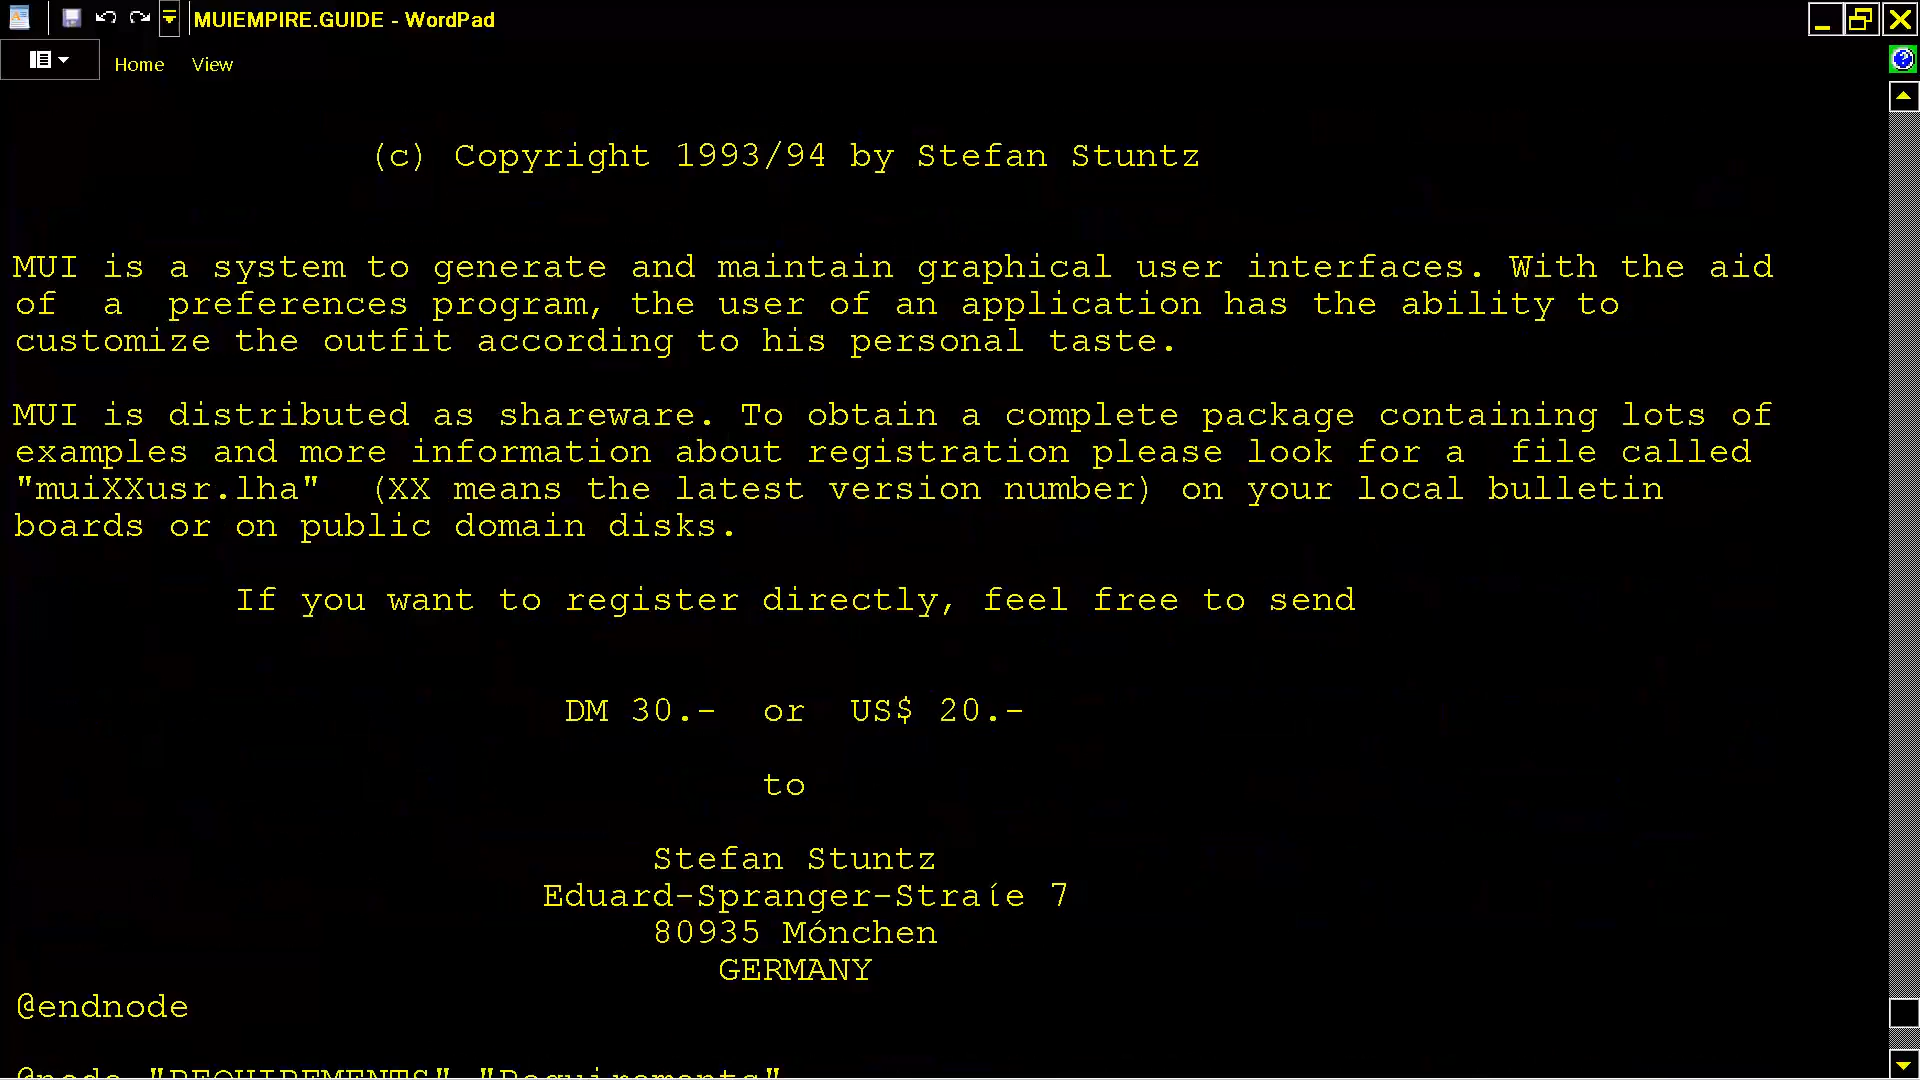 MUIEMPIRE.GUIDE - WordPad
Home View
(c) Copyright 1993/94 by Stefan Stuntz
MUI is a system to generate and maintain graphical user interfaces. With the aid
of  a  preferences program, the user of an application has the ability to
customize the outfit according to his personal taste.
MUI is distributed as shareware. To obtain a complete package containing lots of
examples and more information about registration please look for a  file called
"muiXXusr.lha"  (XX means the latest version number) on your local bulletin
boards or on public domain disks.
If you want to register directly, feel free to send
DM 30.-  or  US$ 20.-
to
Stefan Stuntz
Eduard-Spranger-Straíe 7
80935 Mónchen
GERMANY
@endnode
@node "REQUIREMENTS" "Requirements"